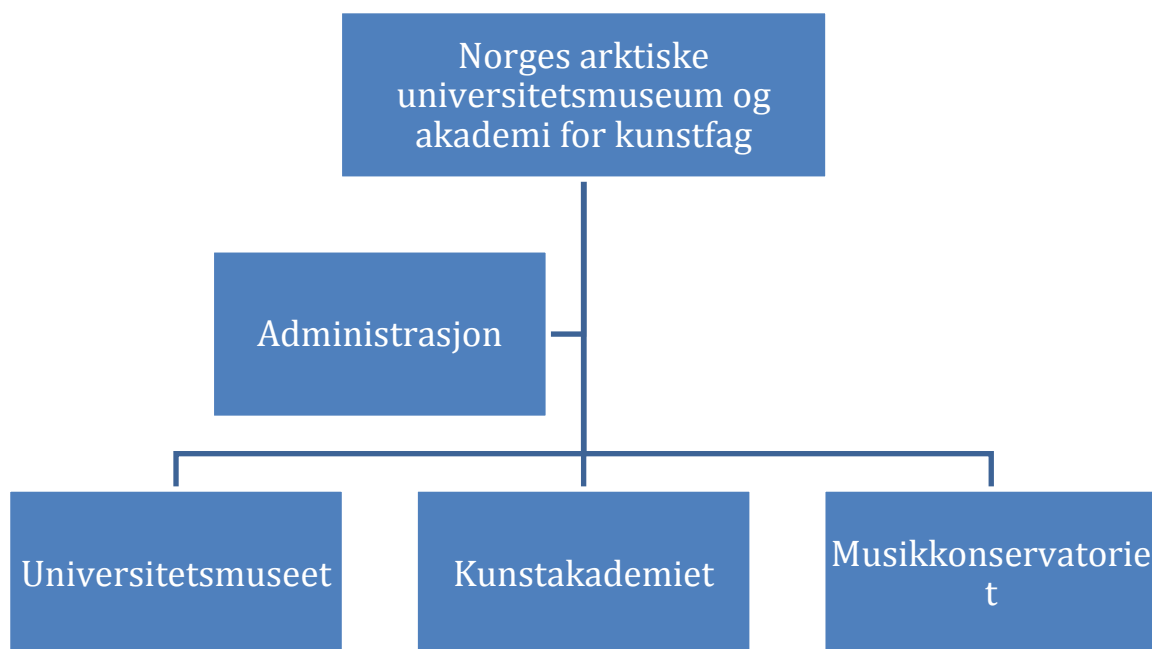 Norges arktiske
universitetsmuseum og
akademi for kunstfag
Administrasjon
Universitetsmuseet
Kunstakademiet
Musikkonservatorie
t